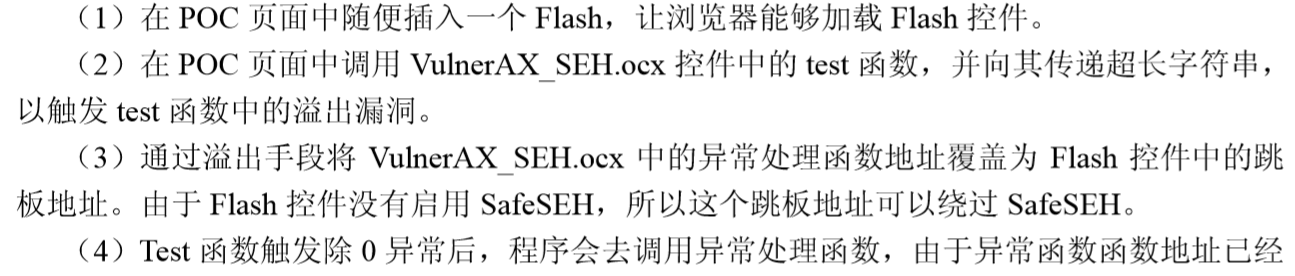 （1）在 POC 页面中随便插入一个 Flash，让浏览器能够加载 Flash 控件。
（2）在 POC 页面中调用 VulnerAX_SEH.ocx 控件中的 test 函数，并向其传递超长字符串，
以触发 test 函数中的溢出漏洞。
（3）通过溢出手段将 VulnerAX_SEH.ocx 中的异常处理函数地址覆盖为 Flash 控件中的跳
板地址。由于 Flash 控件没有启用 SafeSEH，所以这个跳板地址可以绕过 SafeSEH。
（4）Test 函数触发除 0 异常后，程序会去调用异常处理函数，由于异常函数函数地址已经